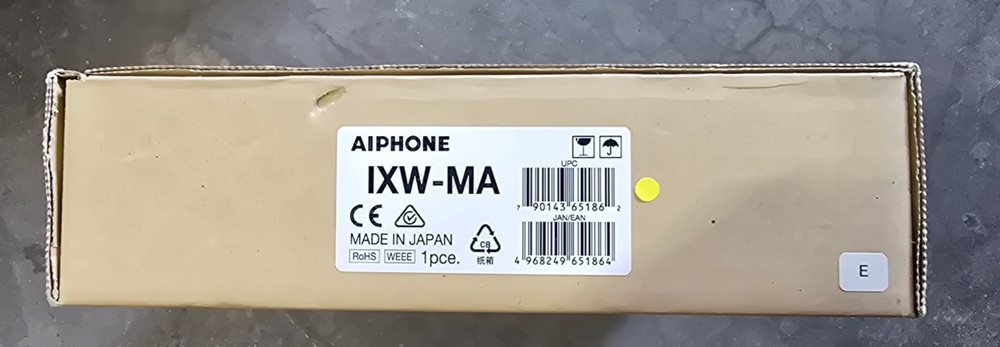 AIPHONE
IXW-MA
CE
MADE IN JAPAN
RoHS WEEE 1pce.
UPC
7 90143 65186 2
JAN/EAN
4 968249 651864
CB
纸箱
E